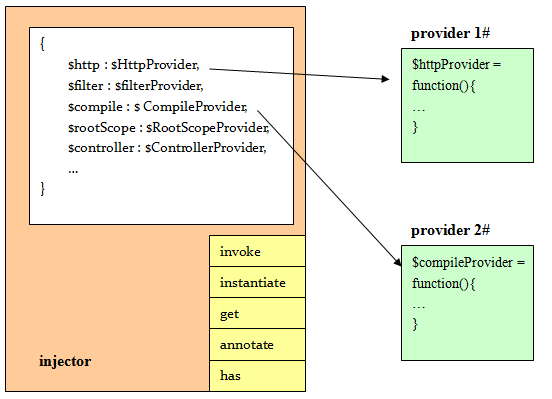 {
$http : $HttpProvider,
$filter : $filterProvider,
$compile : $ CompileProvider,
$rootScope : $RootScopeProvider,
$controller : $ControllerProvider,
...
}
invoke
instantiate
get
annotate
has
injector
provider 1#
$httpProvider =
function(){
...
}
provider 2#
$compileProvider =
function(){
...
}